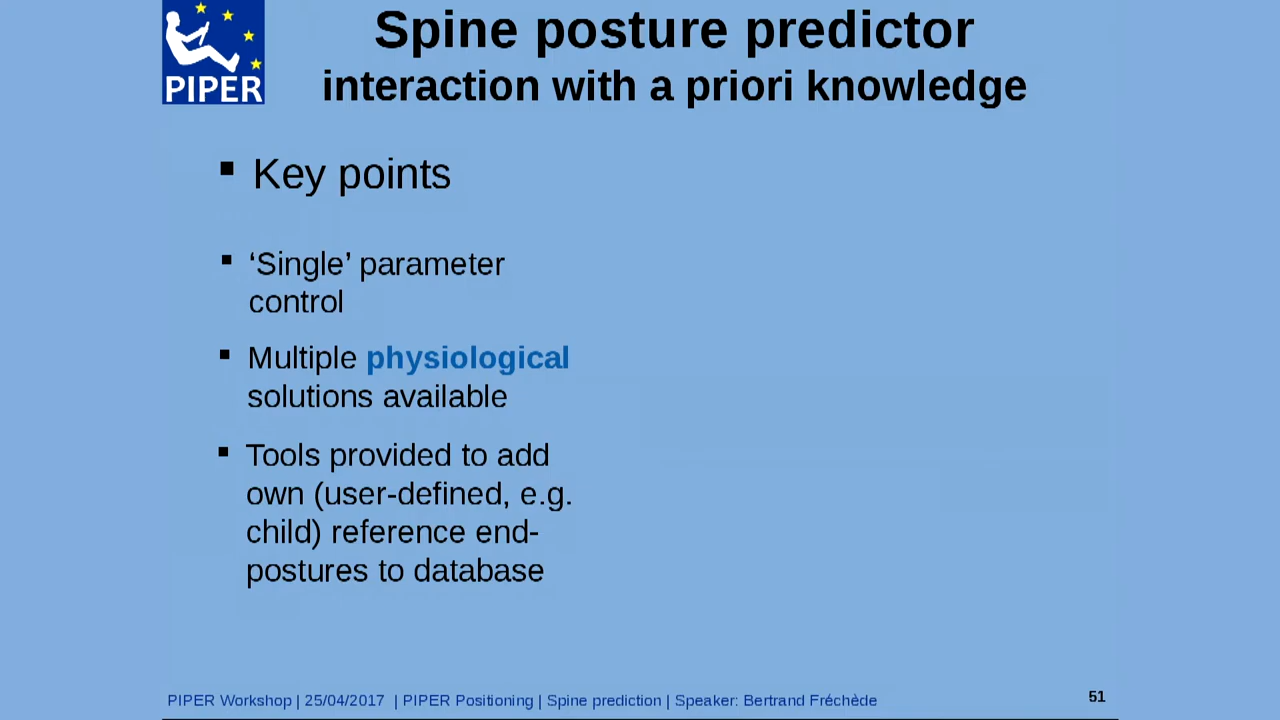 PIPER
Spine posture predictor
interaction with a priori knowledge
▪ Key points
▪ ‘Single’ parameter
control
▪ Multiple physiological
solutions available
▪ Tools provided to add
own (user-defined, e.g.
child) reference end-
postures to database
PIPER Workshop | 25/04/2017 | PIPER Positioning | Spine prediction | Speaker: Bertrand Fréchède
51